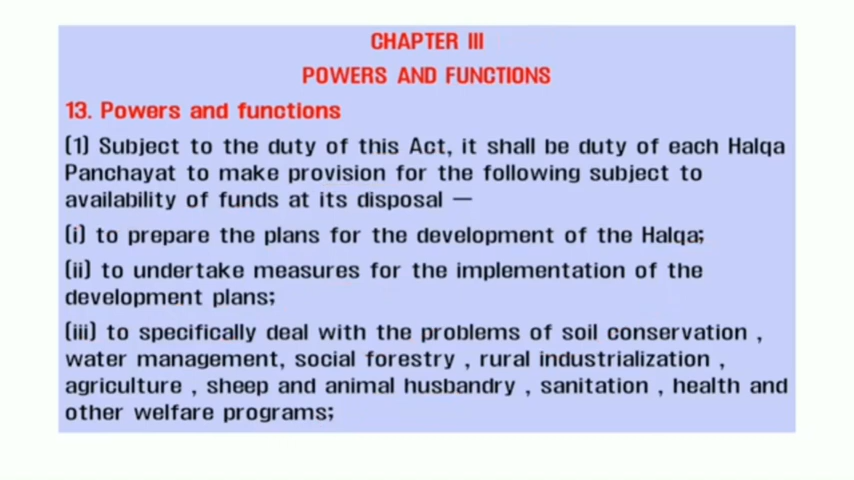 CHAPTER III
POWERS AND FUNCTIONS
13. Powers and functions
(1) Subject to the duty of this Act, it shall be duty of each Halqa
Panchayat to make provision for the following subject to
availability of funds at its disposal —
(i) to prepare the plans for the development of the Halqa;
(ii) to undertake measures for the implementation of the
development plans;
(iii) to specifically deal with the problems of soil conservation ,
water management, social forestry , rural industrialization ,
agriculture , sheep and animal husbandry , sanitation , health and
other welfare programs;